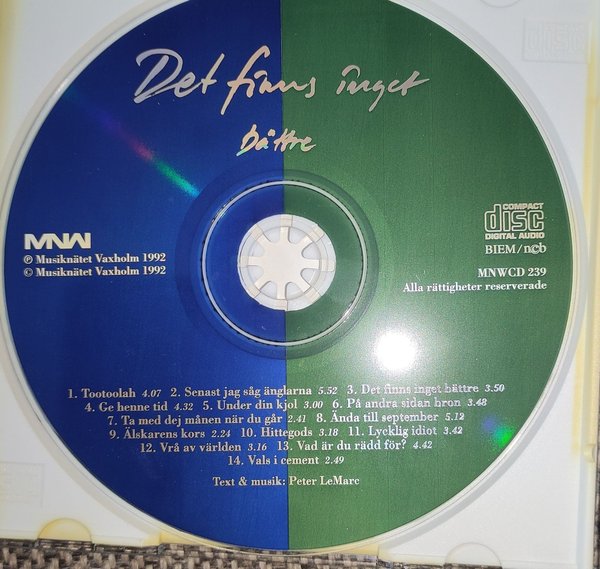 Det finns inget
bättre
MNW
℗ Musiknätet Vaxholm 1992
© Musiknätet Vaxholm 1992
COMPACT
disc
DIGITAL AUDIO
BIEM/ncb
MNWCD 239
Alla rättigheter reserverade
1. Tootoolah 4.07 2. Senast jag såg änglarna 5.52 3. Det finns inget bättre 3.50
4. Ge henne tid 4.32 5. Under din kjol 3.00 6. På andra sidan bron 3.48
7. Ta med dej månen när du går 2.41 8. Ända till september 5.12
9. Älskarens kors 2.24 10. Hittegods 3.18 11. Lycklig idiot 3.42
12. Vrå av världen 3.16 13. Vad är du rädd för? 4.42
14. Vals i cement 2.49
Text & musik: Peter LeMarc